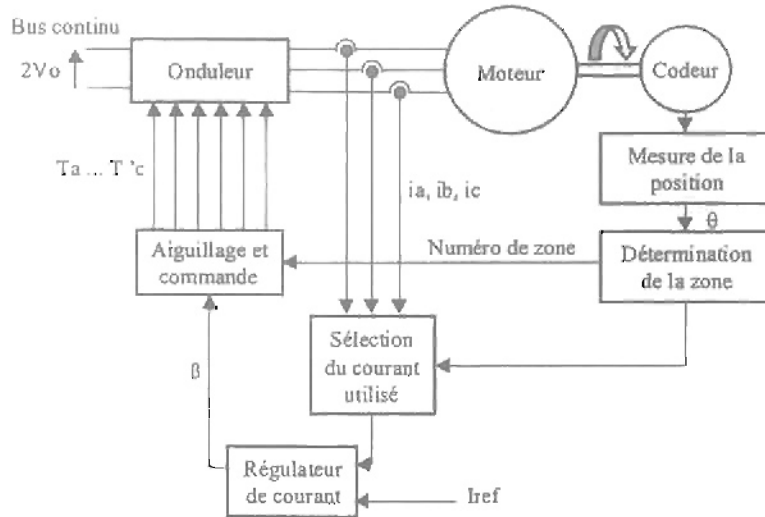 Bus continu
2Vo
Onduleur
Moteur
Codeur
Ta ... T'c
ia, ib, ic
Mesure de la
position
θ
Aiguillage et
commande
Numéro de zone
Détermination
de la zone
Sélection
du courant
utilisé
β
Régulateur
de courant
Iref